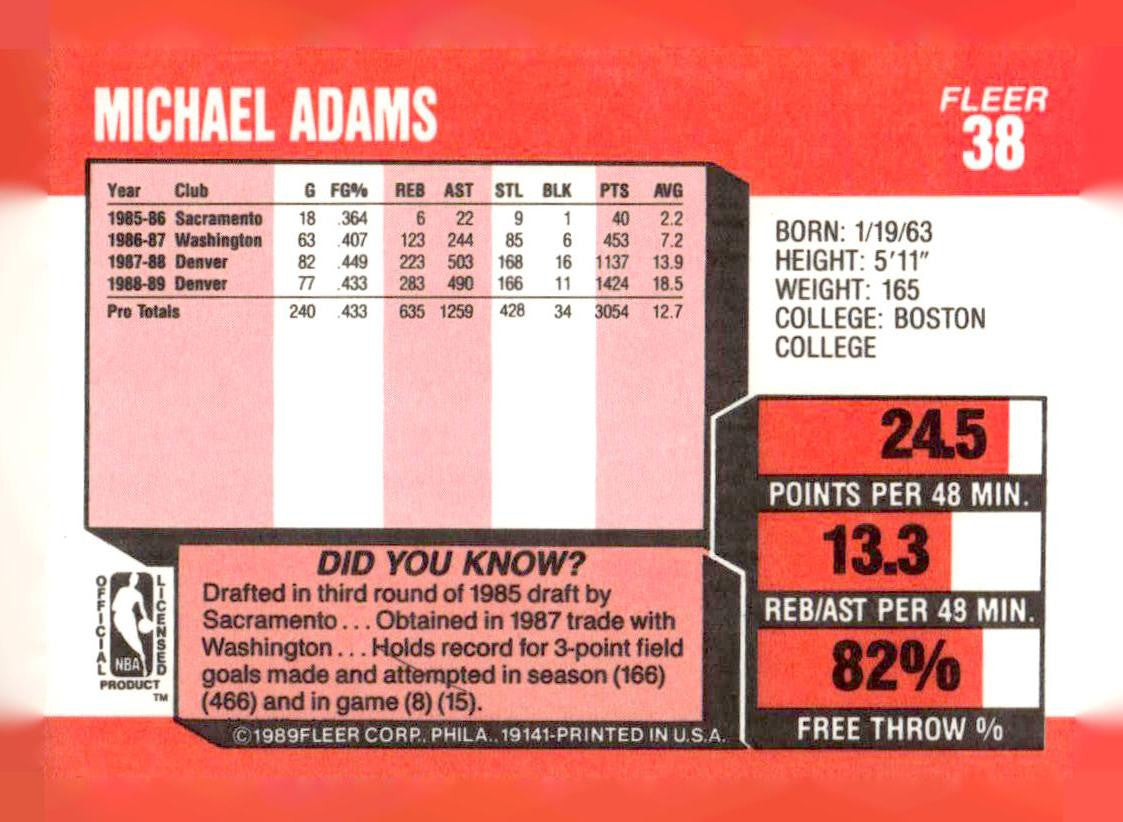 MICHAEL ADAMS
FLEER
38
Year Club G FG% REB AST STL BLK PTS AVG
1985-86 Sacramento 18 .364 6 22 9 1 40 2.2
1986-87 Washington 63 .407 123 244 85 6 453 7.2
1987-88 Denver 82 .449 223 503 168 16 1137 13.9
1988-89 Denver 77 .433 283 490 166 11 1424 18.5
Pro Totals 240 .433 635 1259 428 34 3054 12.7
BORN: 1/19/63
HEIGHT: 5'11"
WEIGHT: 165
COLLEGE: BOSTON
COLLEGE
24.5
POINTS PER 48 MIN.
13.3
REB/AST PER 48 MIN.
82%
FREE THROW %
DID YOU KNOW?
Drafted in third round of 1985 draft by
Sacramento... Obtained in 1987 trade with
Washington... Holds record for 3-point field
goals made and attempted in season (166)
(466) and in game (8) (15).
OFFICIAL
LICENSED
NBA
PRODUCT
TM
©1989FLEER CORP., PHILA., 19141-PRINTED IN U.S.A.